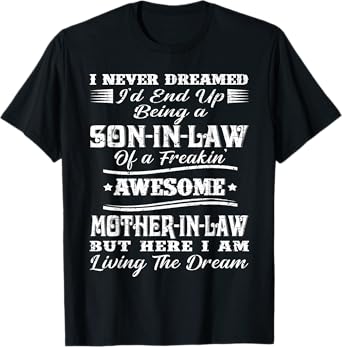 I NEVER DREAMED
I'd End Up
Being a
SON-IN-LAW
Of a Freakin'
AWESOME
MOTHER-IN-LAW
BUT HERE I AM
Living The Dream